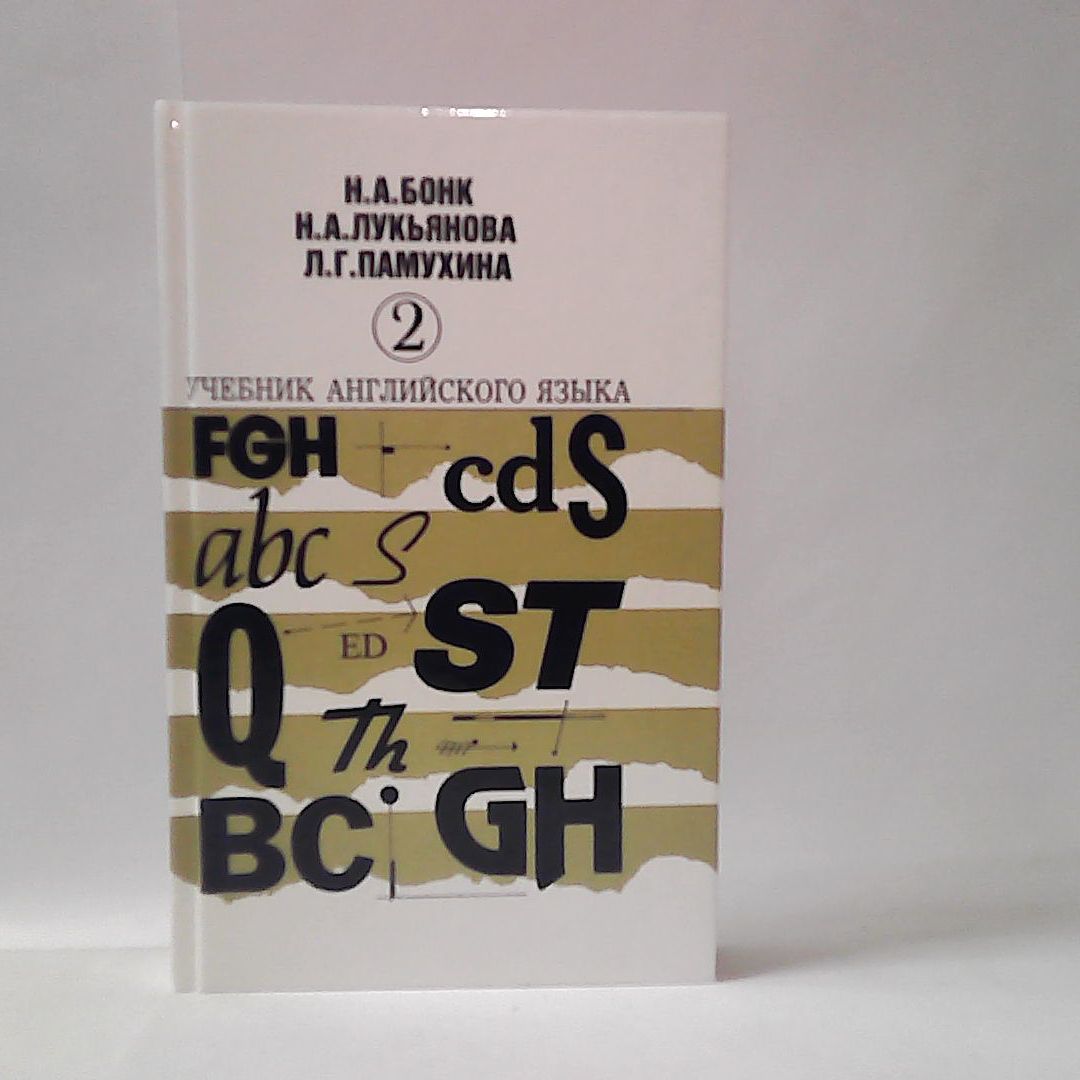 Н.А.БОНК
Н.А.ЛУКЬЯНОВА
Л.Г.ПАМУХИНА
2
УЧЕБНИК АНГЛИЙСКОГО ЯЗЫКА
FGH
cdS
abc S
Q
ED
ST
Th
BC
GH